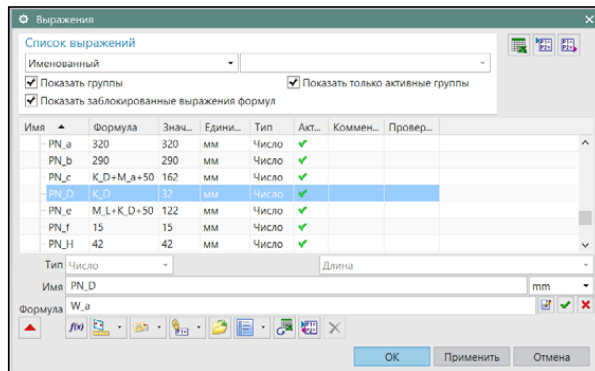 Выражения
Список выражений
Именованный
Показать группы
Показать только активные группы
Показать заблокированные выражения формул
Имя Формула Знач... Едини... Тип Акт... Коммен... Провер...
PN_a 320 320 мм Число
PN_b 290 290 мм Число
PN_c K_D+M_a+50 162 мм Число
PN_D K_D 32 мм Число
PN_e M_L+K_D+50 122 мм Число
PN_f 15 15 мм Число
PN_H 42 42 мм Число
Тип Число Длина
Имя PN_D mm
Формула W_a
f(x)
OK Применить Отмена